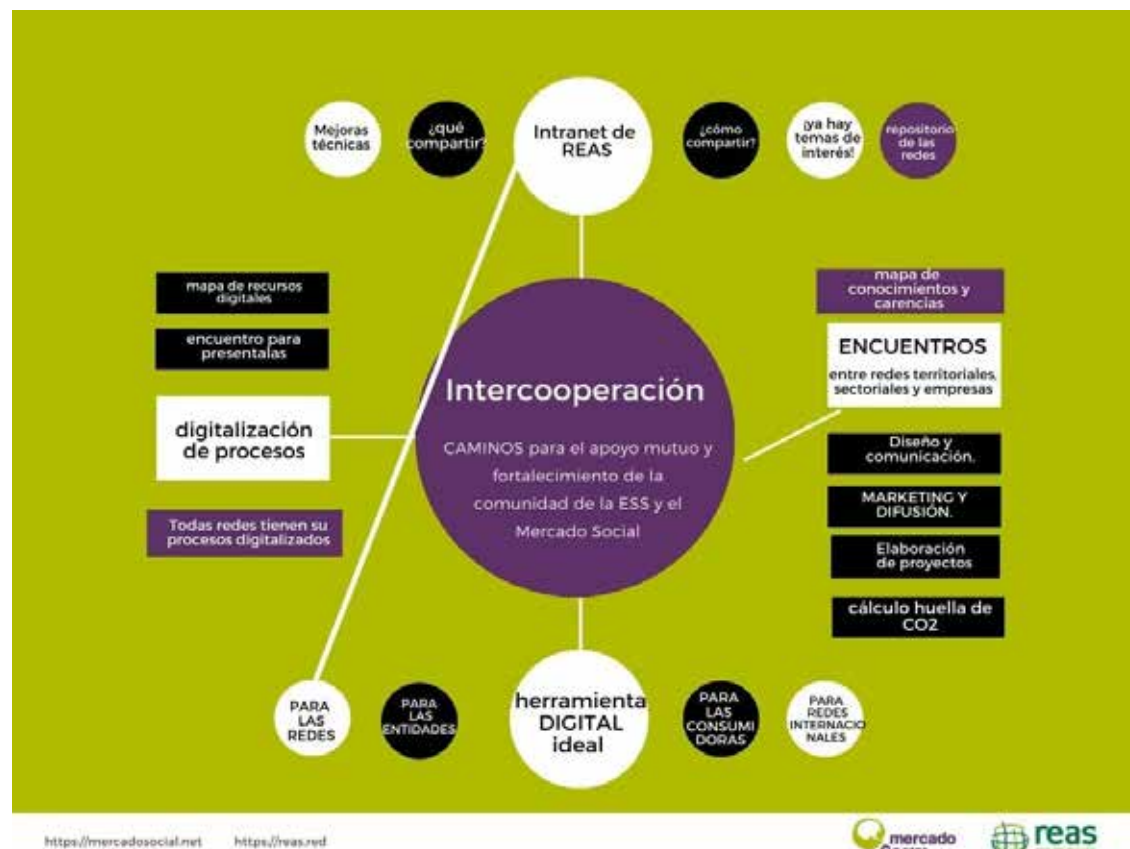 Mejoras
técnicas
¿qué
compartir?
Intranet de
REAS
¿cómo
compartir?
¡ya hay
temas de
interés!
repositorio
de las
redes
mapa de recursos
digitales
encuentro para
presentalas
digitalización
de procesos
Todas redes tienen su
procesos digitalizados
Intercooperación
CAMINOS para el apoyo mutuo y
fortalecimiento de la
comunidad de la ESS y el
Mercado Social
mapa de
conocimientos y
carencias
ENCUENTROS
entre redes territoriales,
sectoriales y empresas
Diseño y
comunicación.
MARKETING Y
DIFUSIÓN.
Elaboración
de proyectos
cálculo huella de
CO2
PARA
LAS
REDES
PARA
LAS
ENTIDADES
herramienta
DIGITAL
ideal
PARA
LAS
CONSUMI
DORAS
PARA
REDES
INTERNACIO
NALES
https://mercadosocial.net https://reas.red
mercado
reas